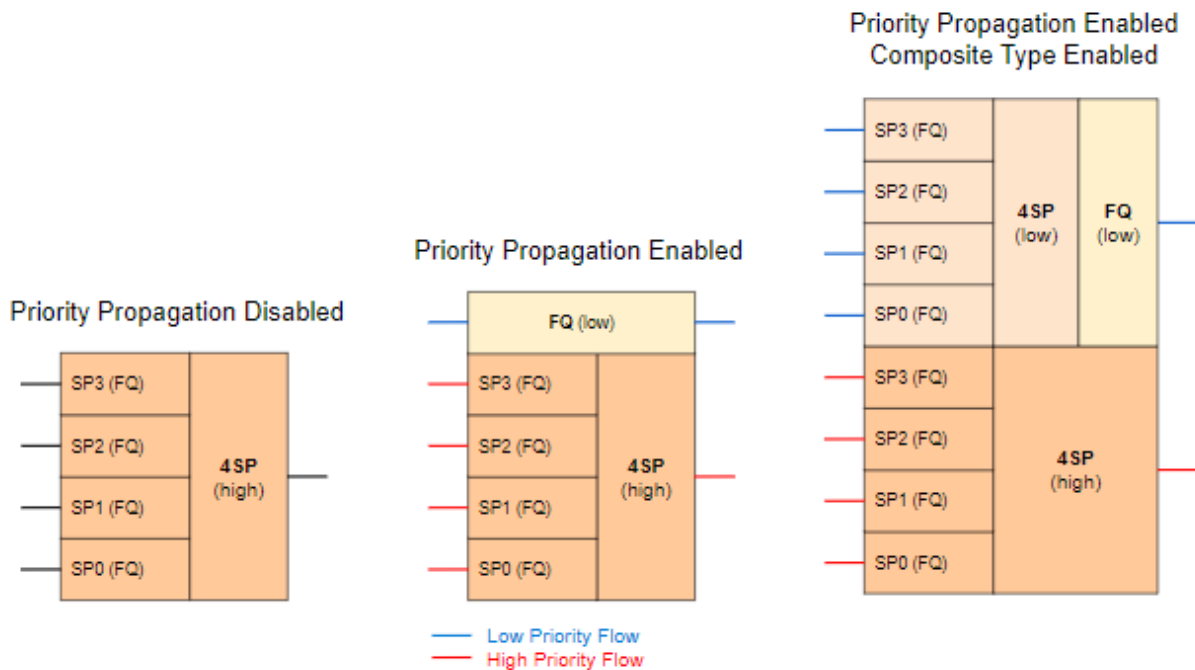 Priority Propagation Disabled
SP3 (FQ)
SP2 (FQ)
SP1 (FQ)
SP0 (FQ)
4SP
(high)
Priority Propagation Enabled
FQ (low)
SP3 (FQ)
SP2 (FQ)
SP1 (FQ)
SP0 (FQ)
4SP
(high)
Low Priority Flow
High Priority Flow
Priority Propagation Enabled
Composite Type Enabled
SP3 (FQ)
SP2 (FQ)
SP1 (FQ)
SP0 (FQ)
4SP
(low)
FQ
(low)
SP3 (FQ)
SP2 (FQ)
SP1 (FQ)
SP0 (FQ)
4SP
(high)